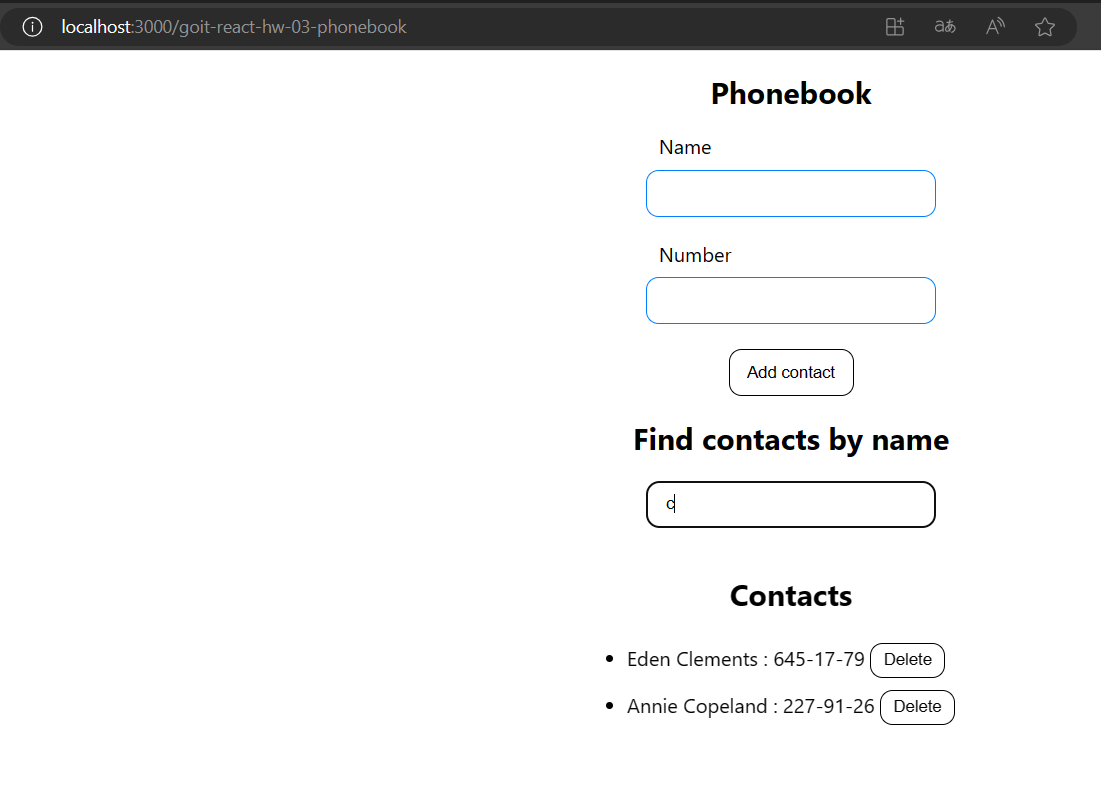 localhost:3000/goit-react-hw-03-phonebook
Phonebook
Name
Number
Add contact
Find contacts by name
c
Contacts
Eden Clements : 645-17-79 Delete
Annie Copeland : 227-91-26 Delete